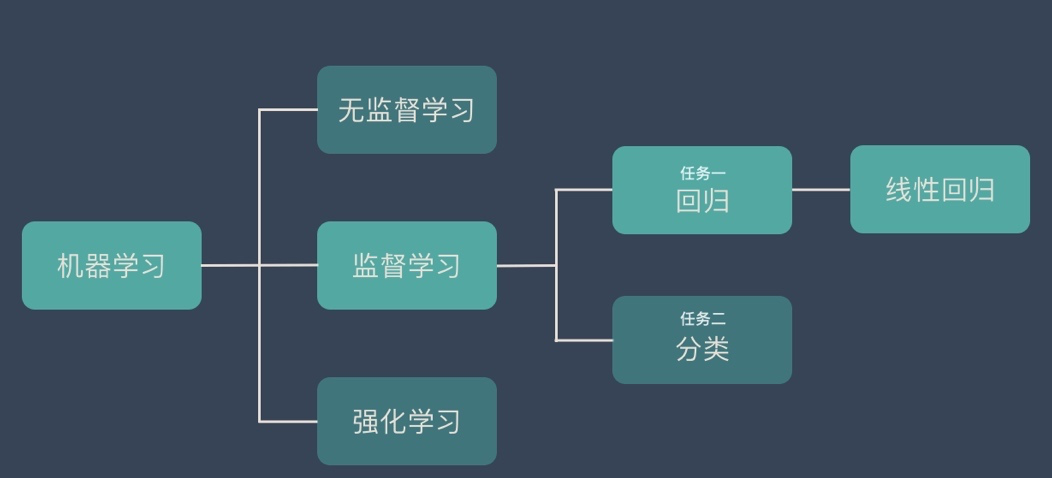 机器学习
无监督学习
监督学习
强化学习
任务一
回归
任务二
分类
线性回归